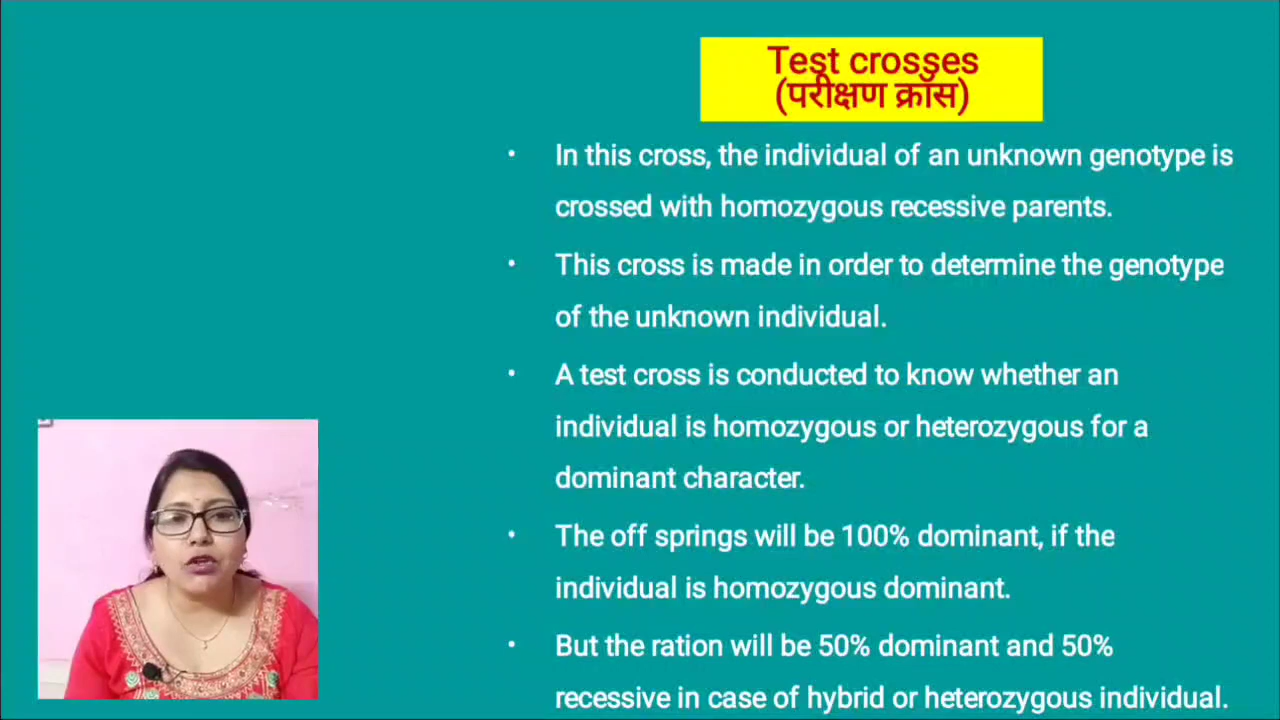 Test crosses
(परीक्षण क्रॉस)
• In this cross, the individual of an unknown genotype is
crossed with homozygous recessive parents.
• This cross is made in order to determine the genotype
of the unknown individual.
• A test cross is conducted to know whether an
individual is homozygous or heterozygous for a
dominant character.
• The off springs will be 100% dominant, if the
individual is homozygous dominant.
• But the ration will be 50% dominant and 50%
recessive in case of hybrid or heterozygous individual.